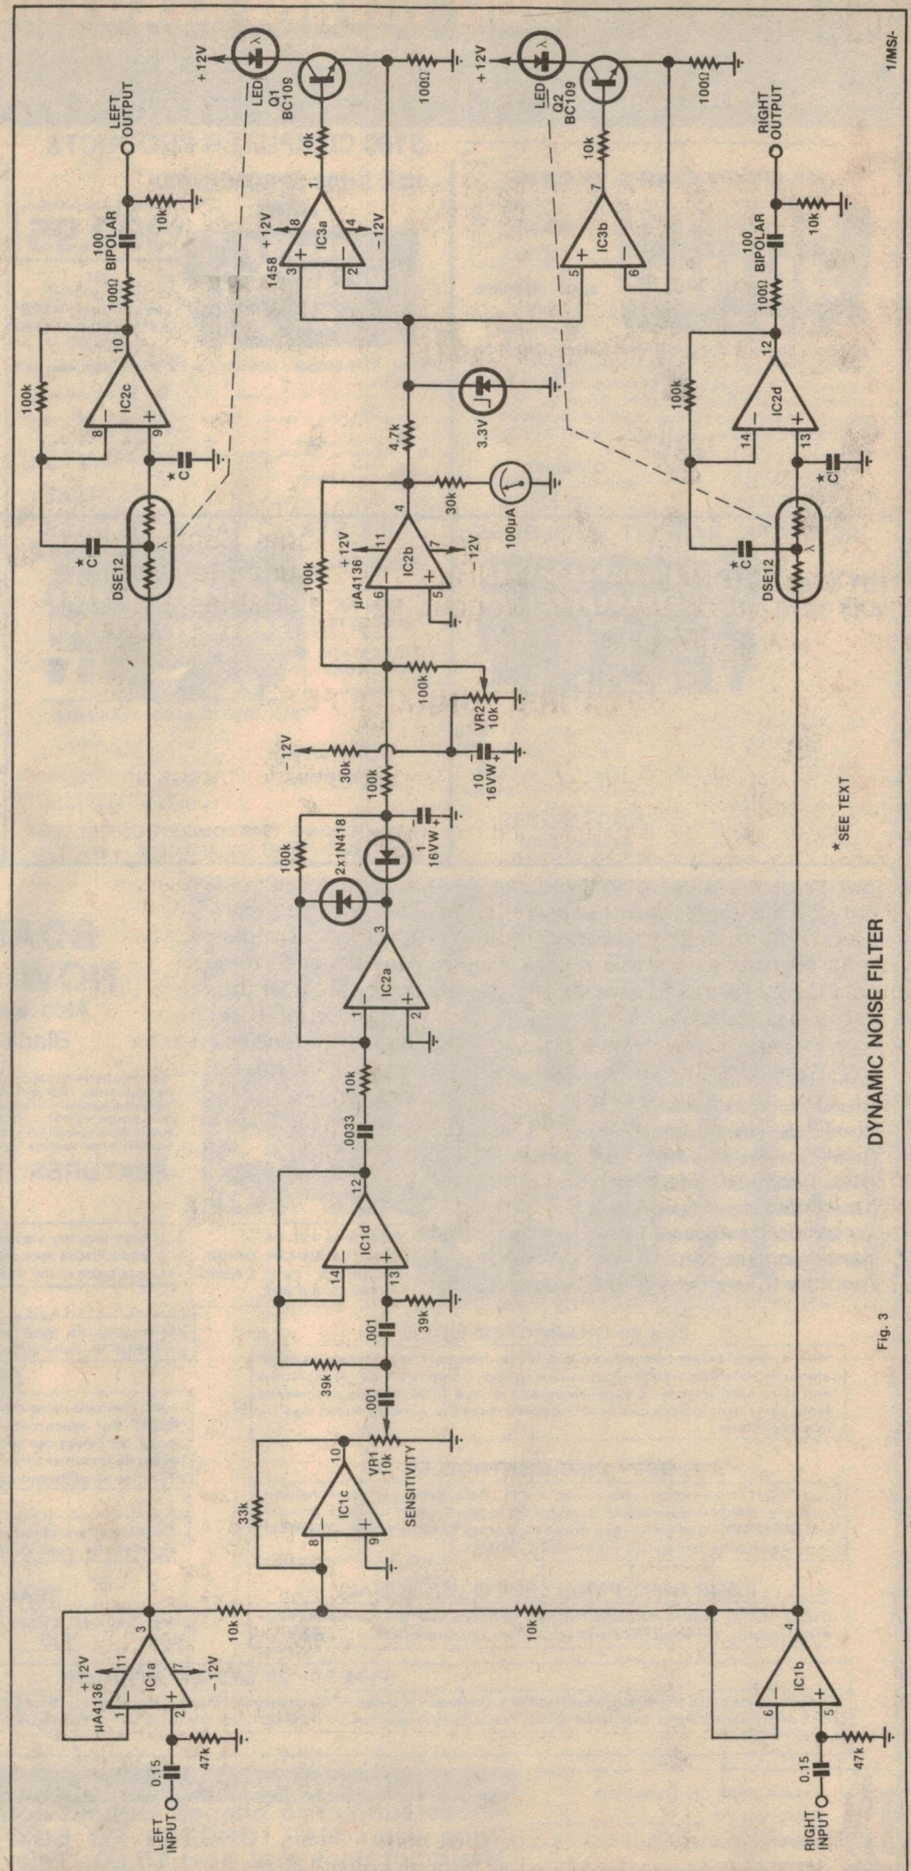 LEFT
INPUT
0.15
47k
+12V
µA4136
11
1
2
3
7
IC1a
-12V
10k
10k
RIGHT
INPUT
0.15
47k
6
5
4
IC1b
33k
8
9
10
IC1c
VR1
10k
SENSITIVITY
.001
39k
.001
39k
14
13
12
IC1d
.0033
10k
1
2
3
IC2a
100k
2x1N418
1
16VW
-
+
100k
-12V
30k
10
16VW
-
+
VR2
10k
100k
100k
+12V
µA4136
11
6
5
4
7
IC2b
-12V
30k
100µA
4.7k
3.3V
DSE12
λ
*
C
*
C
100k
8
9
10
IC2c
100Ω
100
BIPOLAR
10k
LEFT
OUTPUT
1458
+12V
8
3
2
1
4
IC3a
-12V
10k
+12V
λ
LED
Q1
BC109
100Ω
5
6
7
IC3b
10k
+12V
λ
LED
Q2
BC109
100Ω
DSE12
λ
*
C
*
C
100k
14
13
12
IC2d
100Ω
100
BIPOLAR
10k
RIGHT
OUTPUT
*SEE TEXT
DYNAMIC NOISE FILTER
Fig. 3
1/MS/-